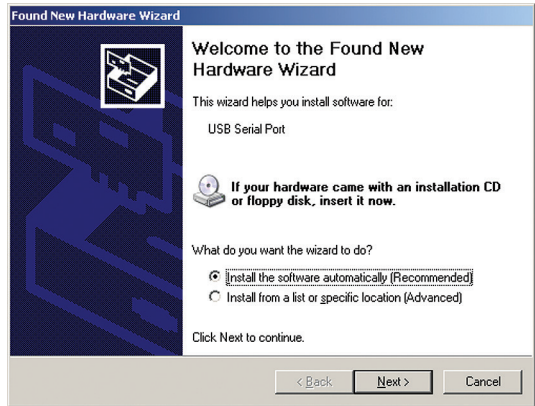 Found New Hardware Wizard
Welcome to the Found New
Hardware Wizard
This wizard helps you install software for:
USB Serial Port
If your hardware came with an installation CD
or floppy disk, insert it now.
What do you want the wizard to do?
Install the software automatically (Recommended)
Install from a list or specific location (Advanced)
Click Next to continue.
< Back Next > Cancel